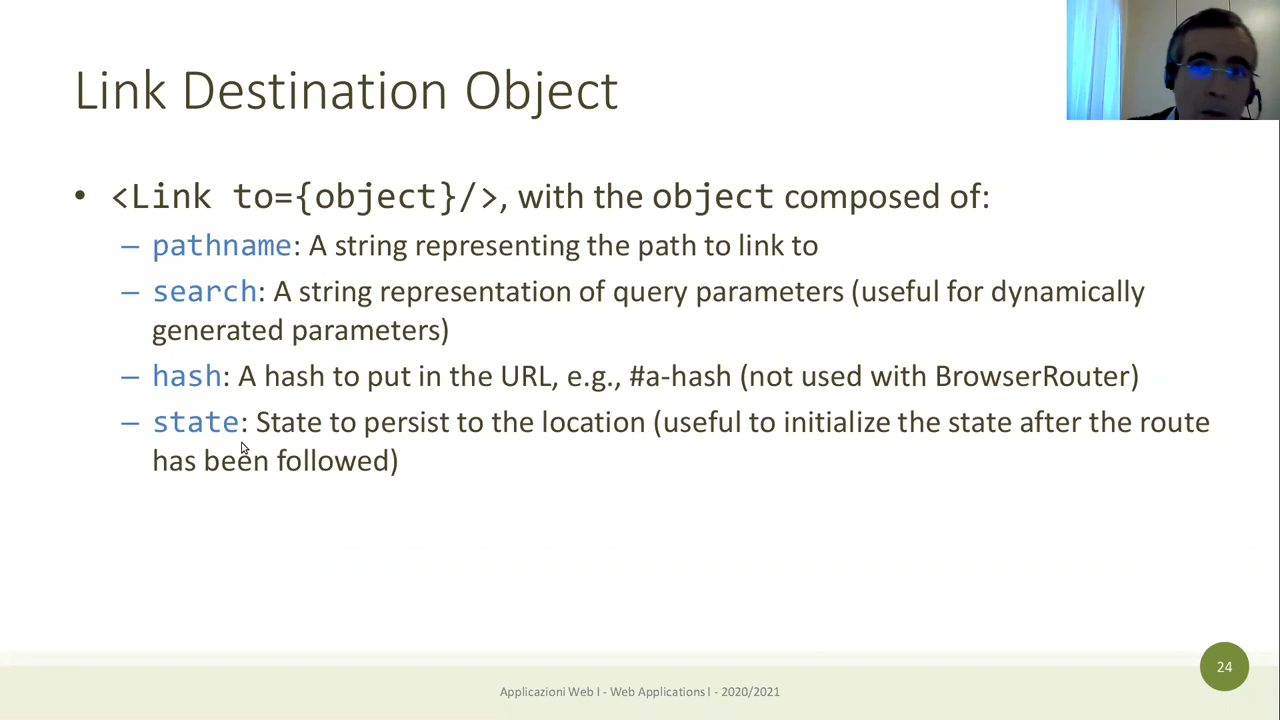 Link Destination Object
• <Link to={object}/>, with the object composed of:
– pathname: A string representing the path to link to
– search: A string representation of query parameters (useful for dynamically
generated parameters)
– hash: A hash to put in the URL, e.g., #a-hash (not used with BrowserRouter)
– state: State to persist to the location (useful to initialize the state after the route
has been followed)
Applicazioni Web I - Web Applications I - 2020/2021
24